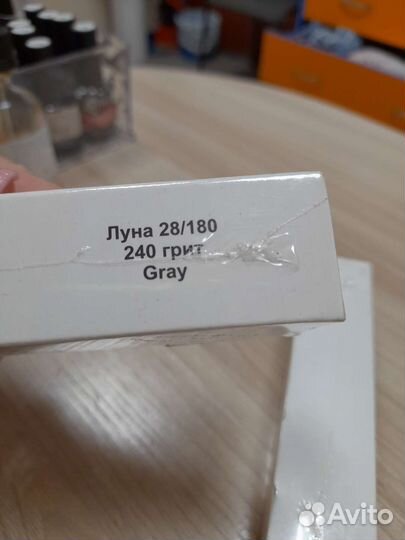 Луна 28/180
240 грит
Gray
Avito